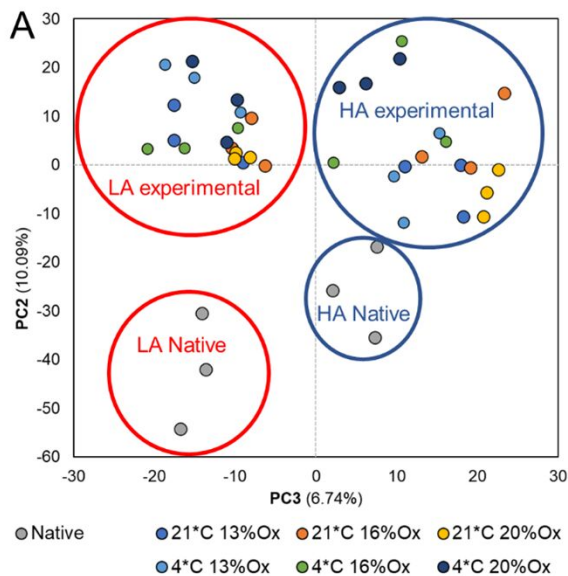 A
30
20
10
0
-10
-20
-30
-40
-50
-60
PC2 (10.09%)
LA experimental
HA experimental
LA Native
HA Native
-30 -20 -10 0 10 20 30
PC3 (6.74%)
Native 21*C 13%Ox 21*C 16%Ox 21*C 20%Ox
4*C 13%Ox 4*C 16%Ox 4*C 20%Ox